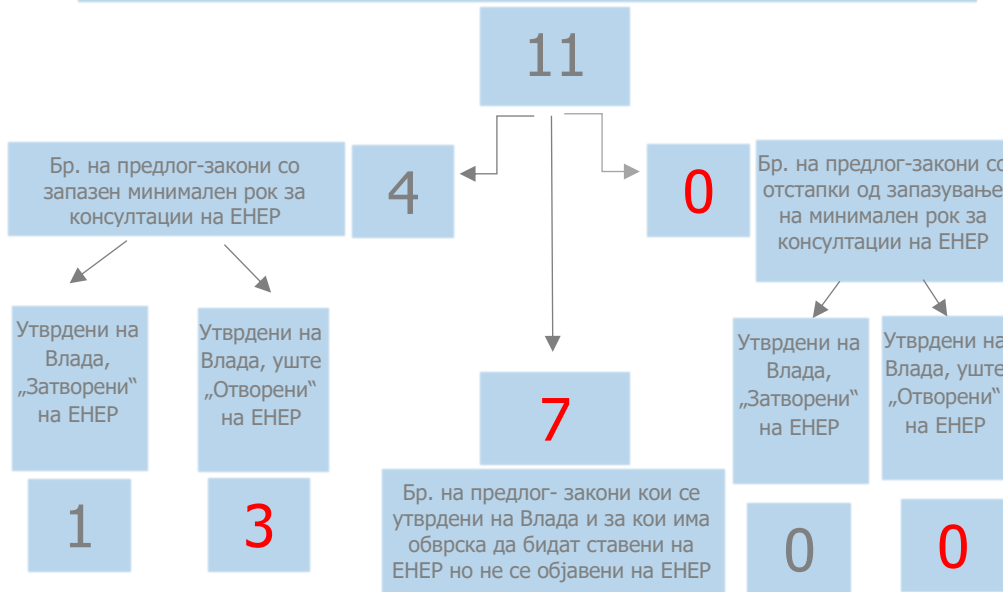 11
Бр. на предлог-закони со
запазен минимален рок за
консултации на ЕНЕР
4
0
Бр. на предлог-закони со
отстапки од запазување
на минимален рок за
консултации на ЕНЕР
Утврдени на
Влада,
„Затворени“
на ЕНЕР
Утврдени на
Влада, уште
„Отворени“
на ЕНЕР
7
Утврдени на
Влада,
„Затворени“
на ЕНЕР
Утврдени на
Влада, уште
„Отворени“
на ЕНЕР
1
3
Бр. на предлог- закони кои се
утврдени на Влада и за кои има
обврска да бидат ставени на
ЕНЕР но не се објавени на ЕНЕР
0
0